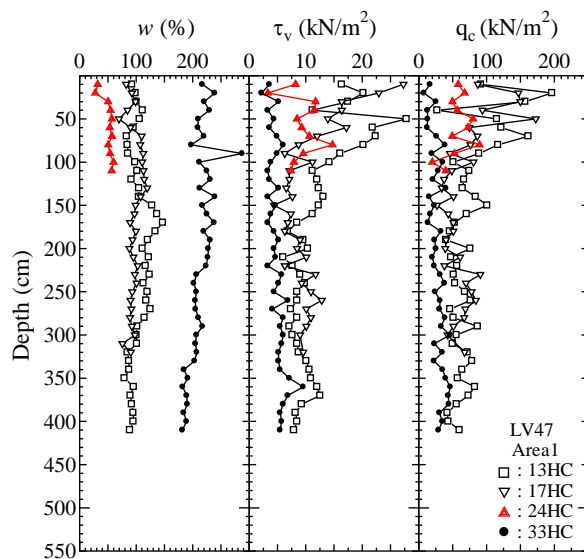 w (%)
τv (kN/m²)
qc (kN/m²)
0 100 200
0 10 20
0 100 200
Depth (cm)
0
50
100
150
200
250
300
350
400
450
500
550
LV47
Area1
: 13HC
: 17HC
: 24HC
: 33HC